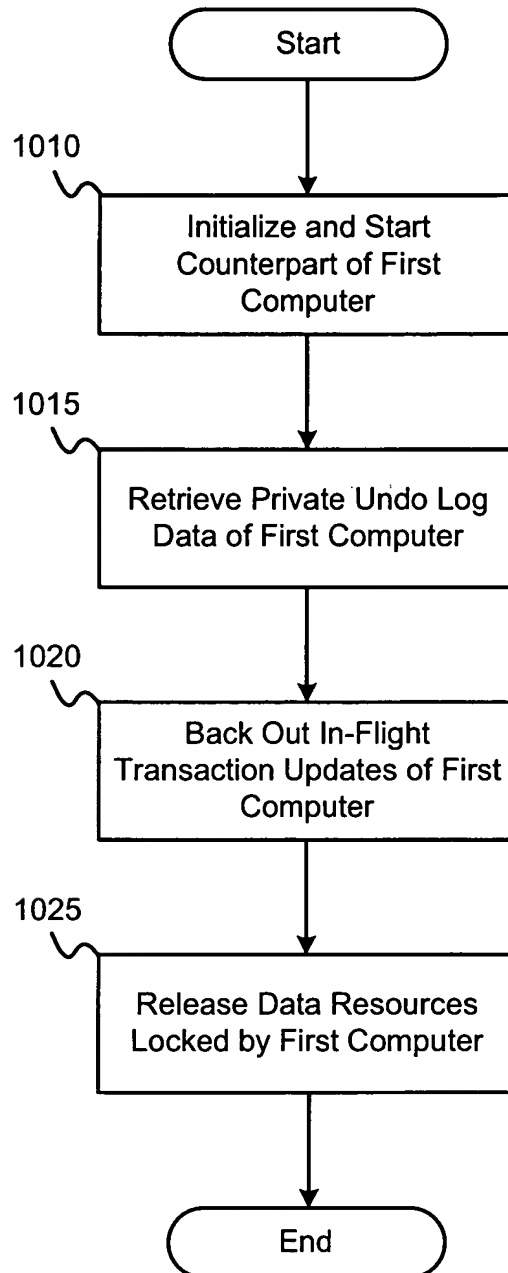 Start
1010
Initialize and Start
Counterpart of First
Computer
1015
Retrieve Private Undo Log
Data of First Computer
1020
Back Out In-Flight
Transaction Updates of First
Computer
1025
Release Data Resources
Locked by First Computer
End